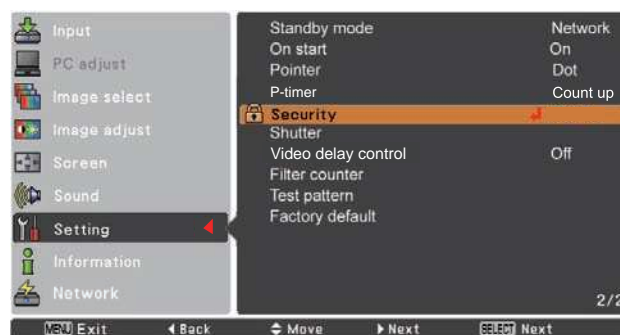 Input
PC adjust
Image select
Image adjust
Screen
Sound
Setting
Information
Network
Standby mode Network
On start On
Pointer Dot
P-timer Count up
Security
Shutter
Video delay control Off
Filter counter
Test pattern
Factory default
2/2
MENU Exit Back Move Next SELECT Next